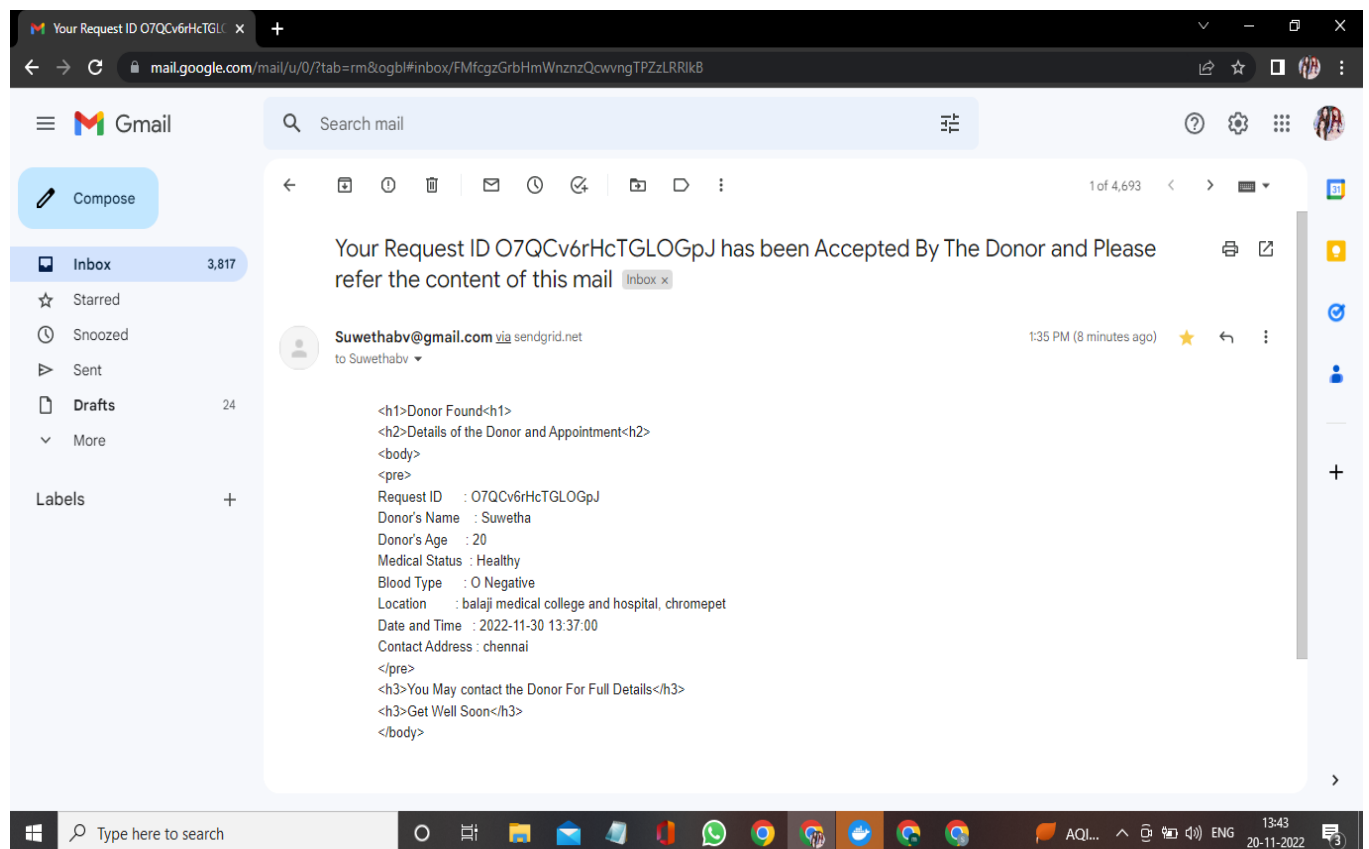 Your Request ID O7QCv6rHcTGLC
mail.google.com/mail/u/0/?tab=rm&ogbl#inbox/FMfcgzGrbHmWnznzQcwvngTPZzLRRlkB
Gmail
Search mail
Compose
1 of 4,693
31
Your Request ID O7QCv6rHcTGLOGpJ has been Accepted By The Donor and Please
refer the content of this mail Inbox x
Inbox 3,817
Starred
Snoozed
Sent
Drafts 24
More
Labels +
Suwethabv@gmail.com via sendgrid.net 1:35 PM (8 minutes ago)
to Suwethabv
<h1>Donor Found<h1>
<h2>Details of the Donor and Appointment<h2>
<body>
<pre>
Request ID : O7QCv6rHcTGLOGpJ
Donor's Name : Suwetha
Donor's Age : 20
Medical Status : Healthy
Blood Type : O Negative
Location : balaji medical college and hospital, chromepet
Date and Time : 2022-11-30 13:37:00
Contact Address : chennai
</pre>
<h3>You May contact the Donor For Full Details</h3>
<h3>Get Well Soon</h3>
</body>
Type here to search
AQI... ENG 13:43
20-11-2022
3